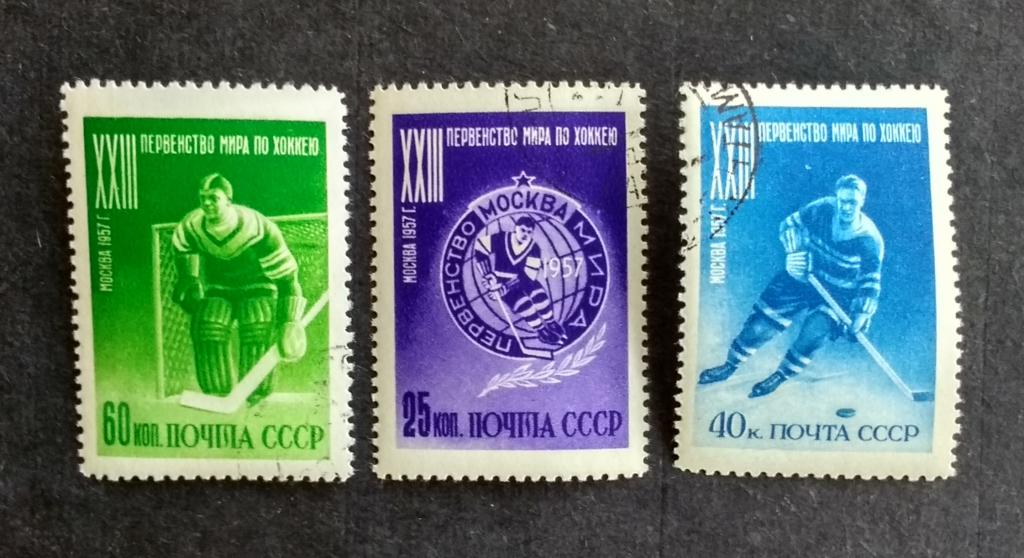 XXIII ПЕРВЕНСТВО МИРА ПО ХОККЕЮ
МОСКВА 1957 Г.
60 КОП. ПОЧТА СССР
XXIII ПЕРВЕНСТВО МИРА ПО ХОККЕЮ
МОСКВА 1957 Г.
МОСКВА
ПЕРВЕНСТВО МИРА
1957
25 КОП. ПОЧТА СССР
XXIII ПЕРВЕНСТВО МИРА ПО ХОККЕЮ
МОСКВА 1957 Г.
40 К. ПОЧТА СССР